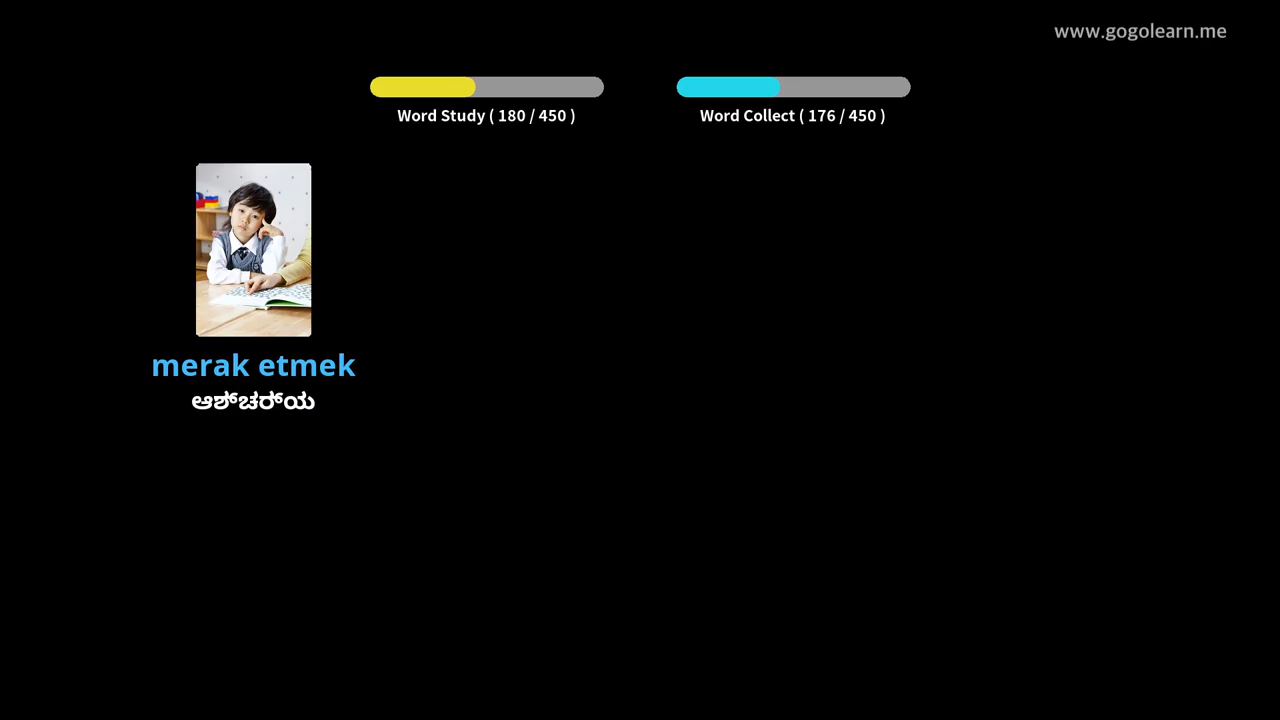 www.gogolearn.me
Word Study ( 180 / 450 )
Word Collect ( 176 / 450 )
merak etmek
ಆಶ್‌ಚರ್‌ಯ